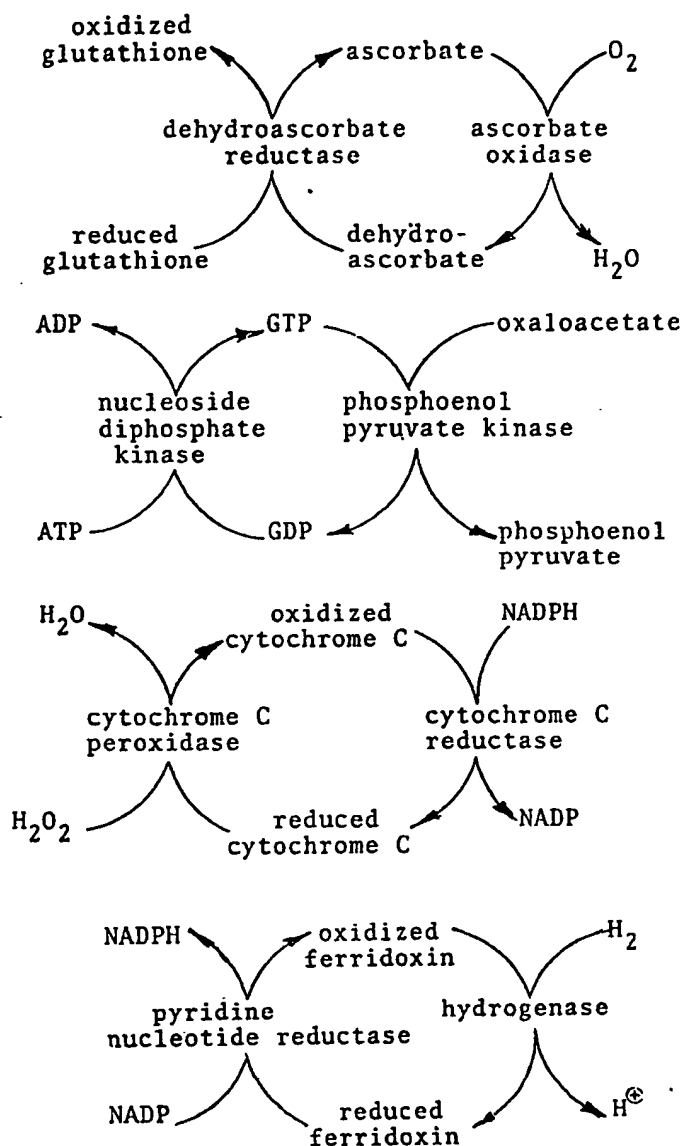 oxidized
glutathione
ascorbate
O2
dehydroascorbate
reductase
ascorbate
oxidase
reduced
glutathione
dehydro-
ascorbate
H2O
ADP
GTP
oxaloacetate
nucleoside
diphosphate
kinase
phosphoenol
pyruvate kinase
ATP
GDP
phosphoenol
pyruvate
H2O
oxidized
cytochrome C
NADPH
cytochrome C
peroxidase
cytochrome C
reductase
H2O2
reduced
cytochrome C
NADP
NADPH
oxidized
ferridoxin
H2
pyridine
nucleotide reductase
hydrogenase
NADP
reduced
ferridoxin
H⊕